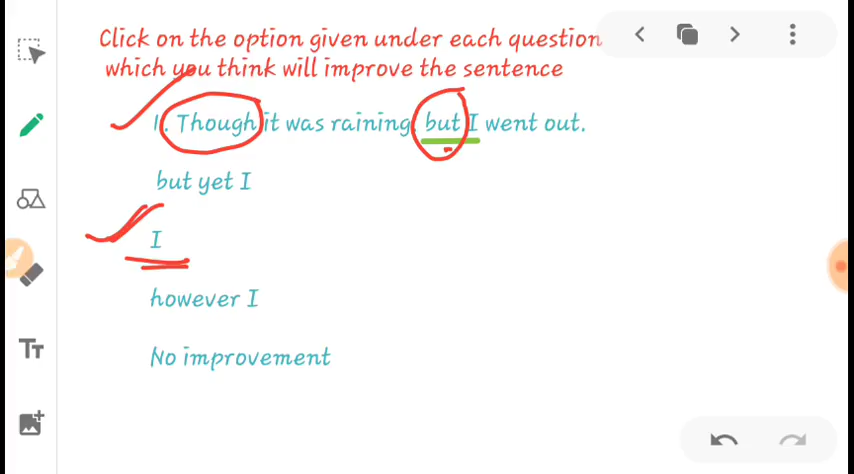 Click on the option given under each question
which you think will improve the sentence
1. Though it was raining, but I went out.
but yet I
I
however I
No improvement
TT